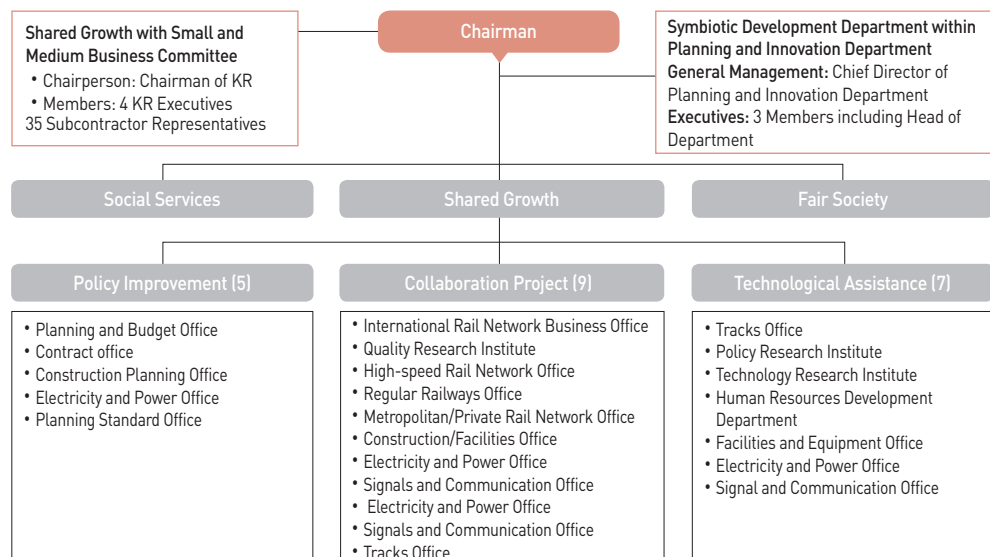 Shared Growth with Small and
Medium Business Committee
• Chairperson: Chairman of KR
• Members: 4 KR Executives
35 Subcontractor Representatives
Chairman
Symbiotic Development Department within
Planning and Innovation Department
General Management: Chief Director of
Planning and Innovation Department
Executives: 3 Members including Head of
Department
Social Services
Shared Growth
Fair Society
Policy Improvement (5)
• Planning and Budget Office
• Contract office
• Construction Planning Office
• Electricity and Power Office
• Planning Standard Office
Collaboration Project (9)
• International Rail Network Business Office
• Quality Research Institute
• High-speed Rail Network Office
• Regular Railways Office
• Metropolitan/Private Rail Network Office
• Construction/Facilities Office
• Electricity and Power Office
• Signals and Communication Office
• Electricity and Power Office
• Signals and Communication Office
• Tracks Office
Technological Assistance (7)
• Tracks Office
• Policy Research Institute
• Technology Research Institute
• Human Resources Development
Department
• Facilities and Equipment Office
• Electricity and Power Office
• Signal and Communication Office